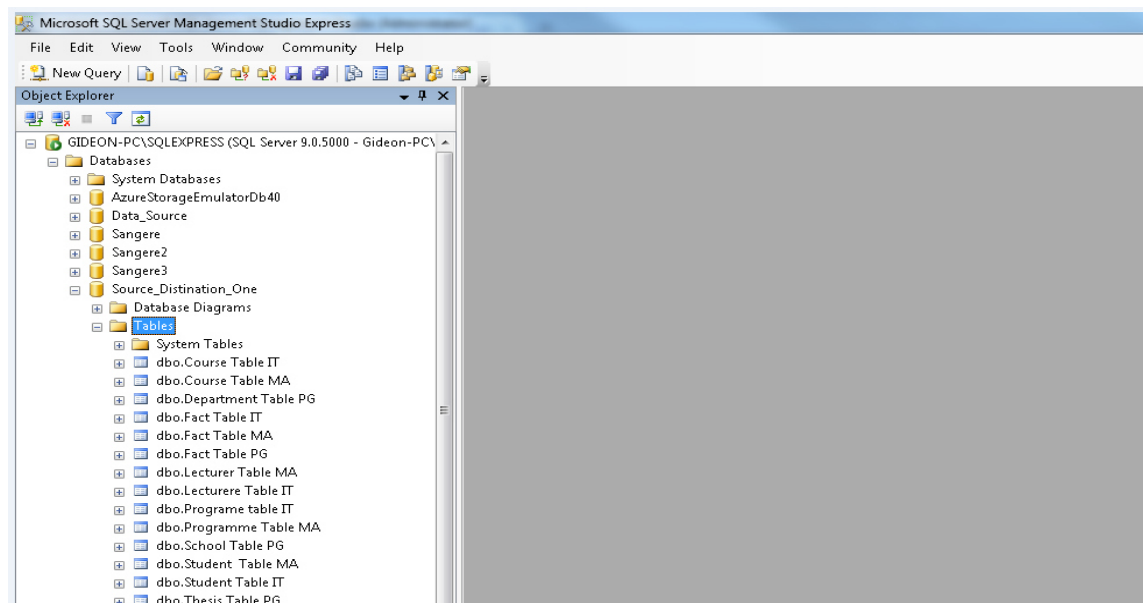 Microsoft SQL Server Management Studio Express
File Edit View Tools Window Community Help
New Query
Object Explorer
GIDEON-PC\SQLEXPRESS (SQL Server 9.0.5000 - Gideon-PC\
Databases
System Databases
AzureStorageEmulatorDb40
Data_Source
Sangere
Sangere2
Sangere3
Source_Distination_One
Database Diagrams
Tables
System Tables
dbo.Course Table IT
dbo.Course Table MA
dbo.Department Table PG
dbo.Fact Table IT
dbo.Fact Table MA
dbo.Fact Table PG
dbo.Lecturer Table MA
dbo.Lecturere Table IT
dbo.Programe table IT
dbo.Programme Table MA
dbo.School Table PG
dbo.Student  Table MA
dbo.Student Table IT
dbo.Thesis Table PG